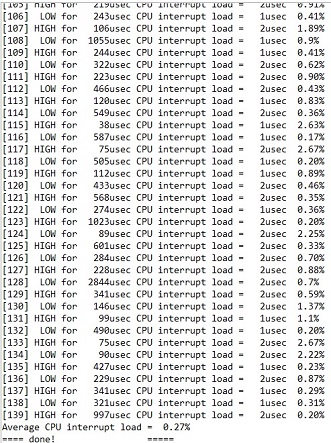 [105] HIGH for 219usec CPU interrupt load = 2usec 0.91%
[106] LOW for 243usec CPU interrupt load = 1usec 0.41%
[107] HIGH for 106usec CPU interrupt load = 2usec 1.89%
[108] LOW for 1055usec CPU interrupt load = 1usec 0.9%
[109] HIGH for 244usec CPU interrupt load = 1usec 0.41%
[110] LOW for 322usec CPU interrupt load = 2usec 0.62%
[111] HIGH for 223usec CPU interrupt load = 2usec 0.90%
[112] LOW for 466usec CPU interrupt load = 2usec 0.43%
[113] HIGH for 120usec CPU interrupt load = 1usec 0.83%
[114] LOW for 549usec CPU interrupt load = 2usec 0.36%
[115] HIGH for 38usec CPU interrupt load = 1usec 2.63%
[116] LOW for 587usec CPU interrupt load = 1usec 0.17%
[117] HIGH for 75usec CPU interrupt load = 2usec 2.67%
[118] LOW for 505usec CPU interrupt load = 1usec 0.20%
[119] HIGH for 112usec CPU interrupt load = 1usec 0.89%
[120] LOW for 433usec CPU interrupt load = 2usec 0.46%
[121] HIGH for 568usec CPU interrupt load = 2usec 0.35%
[122] LOW for 274usec CPU interrupt load = 1usec 0.36%
[123] HIGH for 1023usec CPU interrupt load = 2usec 0.20%
[124] LOW for 89usec CPU interrupt load = 2usec 2.25%
[125] HIGH for 601usec CPU interrupt load = 2usec 0.33%
[126] LOW for 284usec CPU interrupt load = 2usec 0.70%
[127] HIGH for 228usec CPU interrupt load = 2usec 0.88%
[128] LOW for 2844usec CPU interrupt load = 2usec 0.7%
[129] HIGH for 341usec CPU interrupt load = 2usec 0.59%
[130] LOW for 146usec CPU interrupt load = 2usec 1.37%
[131] HIGH for 99usec CPU interrupt load = 1usec 1.1%
[132] LOW for 490usec CPU interrupt load = 1usec 0.20%
[133] HIGH for 75usec CPU interrupt load = 2usec 2.67%
[134] LOW for 90usec CPU interrupt load = 2usec 2.22%
[135] HIGH for 427usec CPU interrupt load = 1usec 0.23%
[136] LOW for 229usec CPU interrupt load = 2usec 0.87%
[137] HIGH for 341usec CPU interrupt load = 1usec 0.29%
[138] LOW for 321usec CPU interrupt load = 1usec 0.31%
[139] HIGH for 997usec CPU interrupt load = 2usec 0.20%
Average CPU interrupt load = 0.27%
==== done! =====